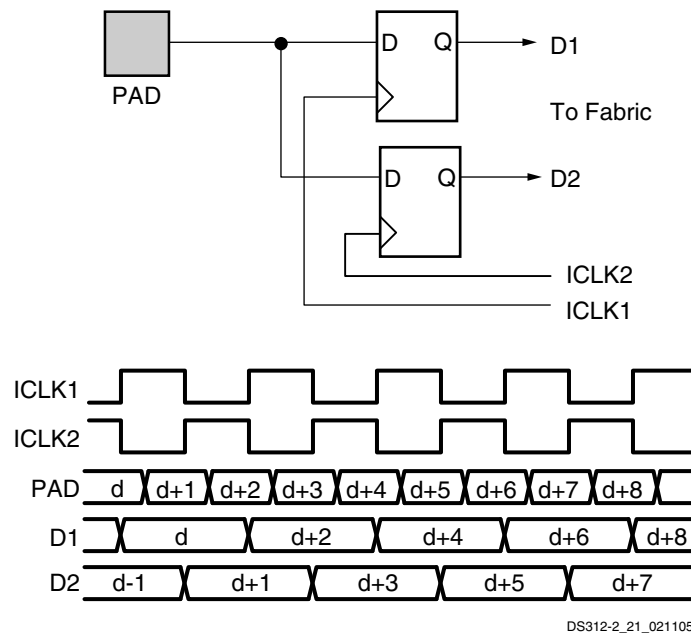 PAD
D Q D1
To Fabric
D Q D2
ICLK2
ICLK1
ICLK1
ICLK2
PAD d d+1 d+2 d+3 d+4 d+5 d+6 d+7 d+8
D1 d d+2 d+4 d+6 d+8
D2 d-1 d+1 d+3 d+5 d+7
DS312-2_21_021105